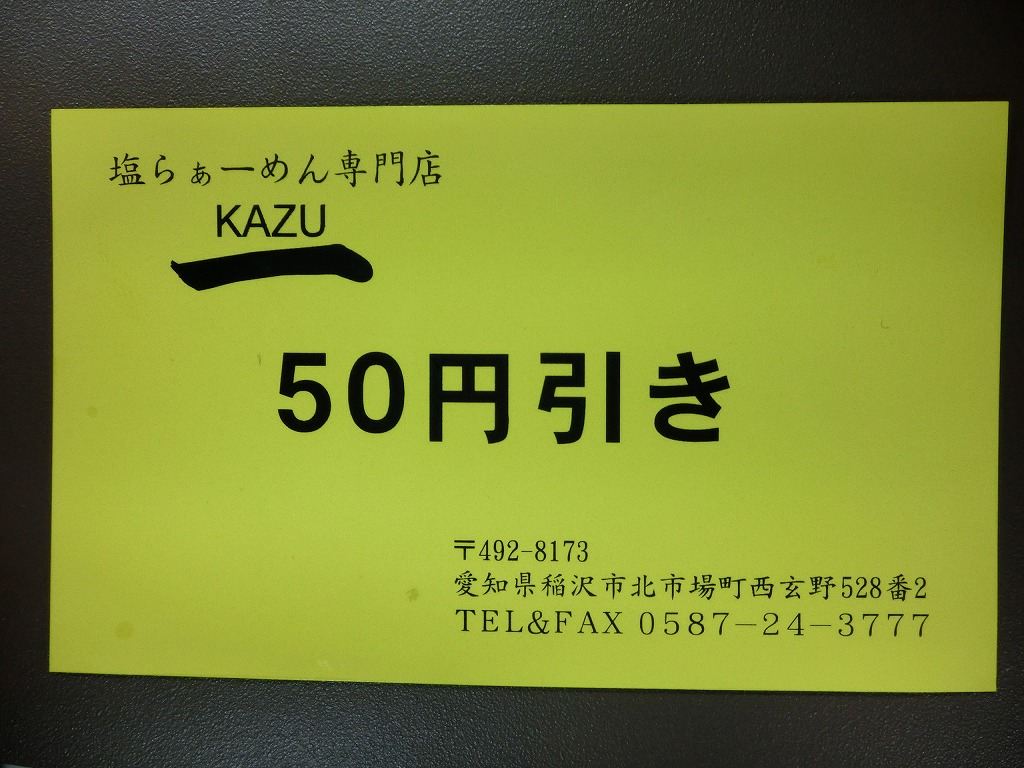 塩らぁーめん専門店
KAZU
一
50円引き
〒492-8173
愛知県稲沢市北市場町西玄野528番2
TEL&FAX 0587-24-3777